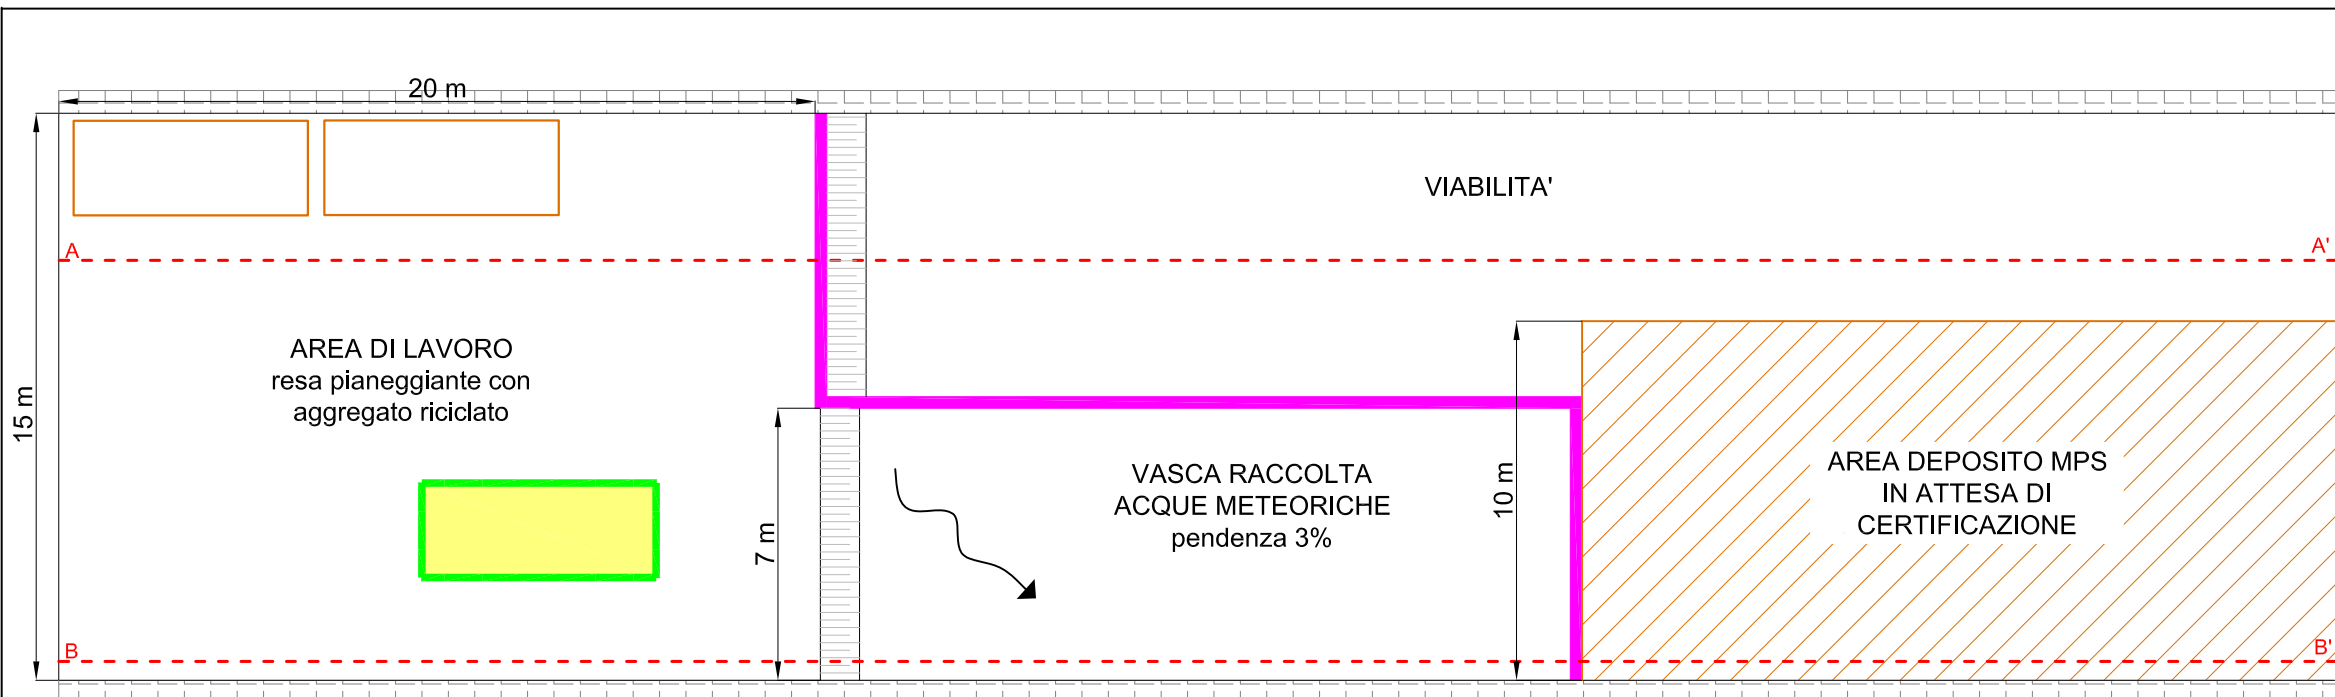 20 m
VIABILITA'
A
A'
AREA DI LAVORO
resa pianeggiante con
aggregato riciclato
15 m
VASCA RACCOLTA
ACQUE METEORICHE
pendenza 3%
7 m
10 m
AREA DEPOSITO MPS
IN ATTESA DI
CERTIFICAZIONE
B
B'